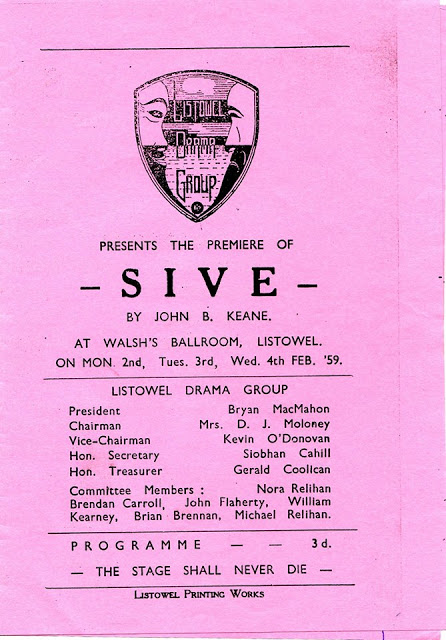 LISTOWEL
DRAMA
GROUP
PRESENTS THE PREMIERE OF
– SIVE –
BY JOHN B. KEANE.
AT WALSH'S BALLROOM, LISTOWEL.
ON MON. 2nd, Tues. 3rd, Wed. 4th FEB. '59.
LISTOWEL DRAMA GROUP
President Bryan MacMahon
Chairman Mrs. D. J. Moloney
Vice-Chairman Kevin O'Donovan
Hon. Secretary Siobhan Cahill
Hon. Treasurer Gerald Coolican
Committee Members : Nora Relihan
Brendan Carroll, John Flaherty, William
Kearney, Brian Brennan, Michael Relihan.
PROGRAMME – – 3d.
– THE STAGE SHALL NEVER DIE –
LISTOWEL PRINTING WORKS